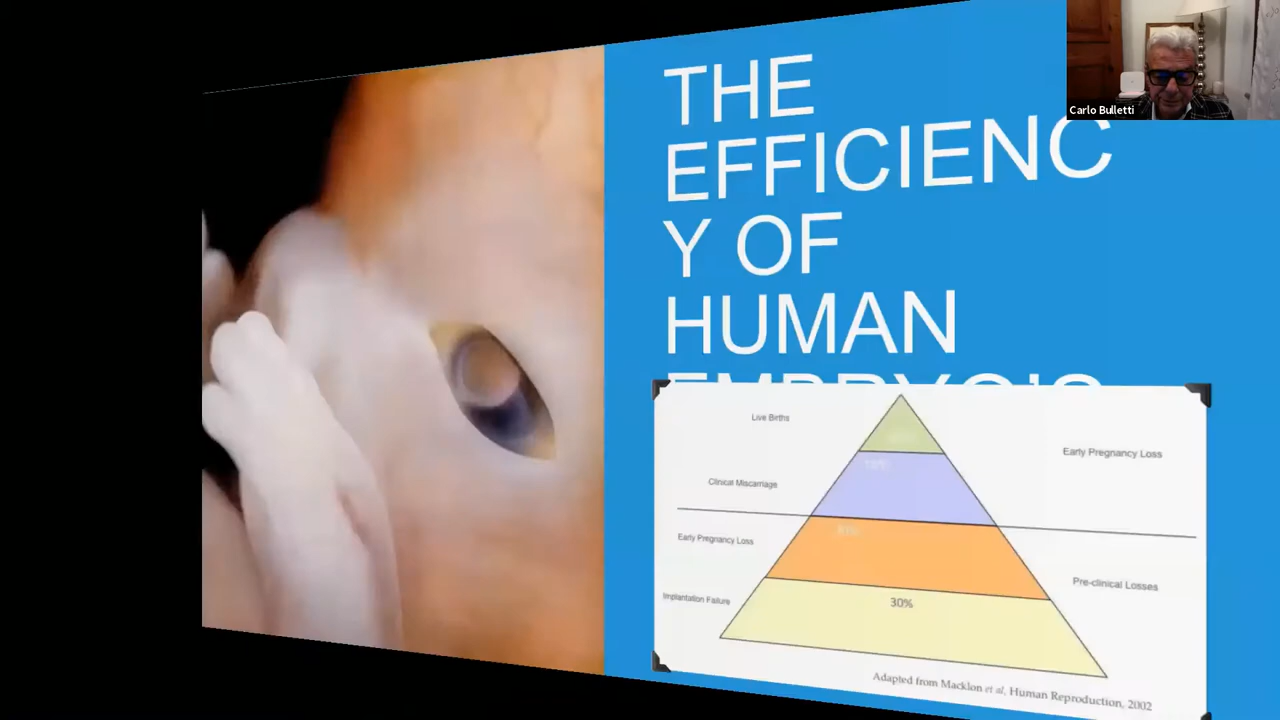 THE
EFFICIENC
Y OF
HUMAN
EMBRYO'S
Carlo Bulletti
Live Births
Early Pregnancy Loss
Clinical Miscarriage
Early Pregnancy Loss
Pre-clinical Losses
Implantation Failure
30%
Adapted from Macklon et al, Human Reproduction, 2002